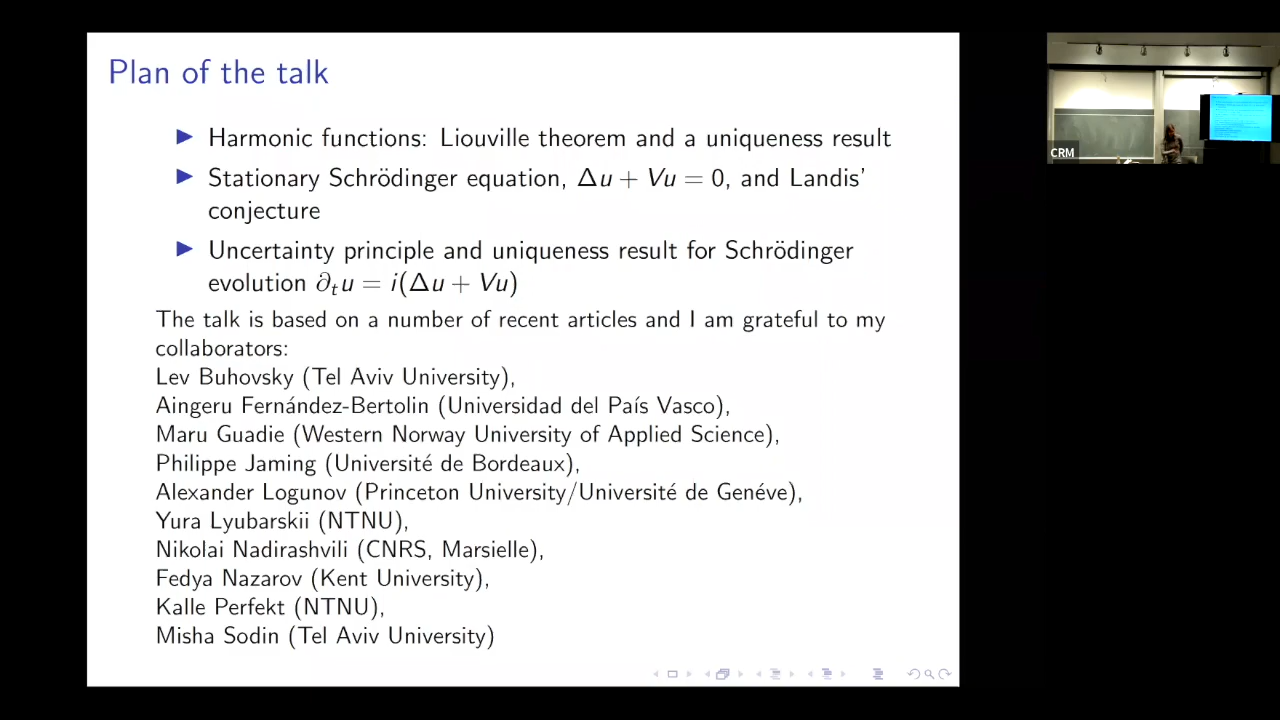 Plan of the talk
Harmonic functions: Liouville theorem and a uniqueness result
Stationary Schrödinger equation, Δu + Vu = 0, and Landis'
conjecture
Uncertainty principle and uniqueness result for Schrödinger
evolution ∂ₜu = i(Δu + Vu)
The talk is based on a number of recent articles and I am grateful to my
collaborators:
Lev Buhovsky (Tel Aviv University),
Aingeru Fernández-Bertolin (Universidad del País Vasco),
Maru Guadie (Western Norway University of Applied Science),
Philippe Jaming (Université de Bordeaux),
Alexander Logunov (Princeton University/Université de Genéve),
Yura Lyubarskii (NTNU),
Nikolai Nadirashvili (CNRS, Marsielle),
Fedya Nazarov (Kent University),
Kalle Perfekt (NTNU),
Misha Sodin (Tel Aviv University)
CRM